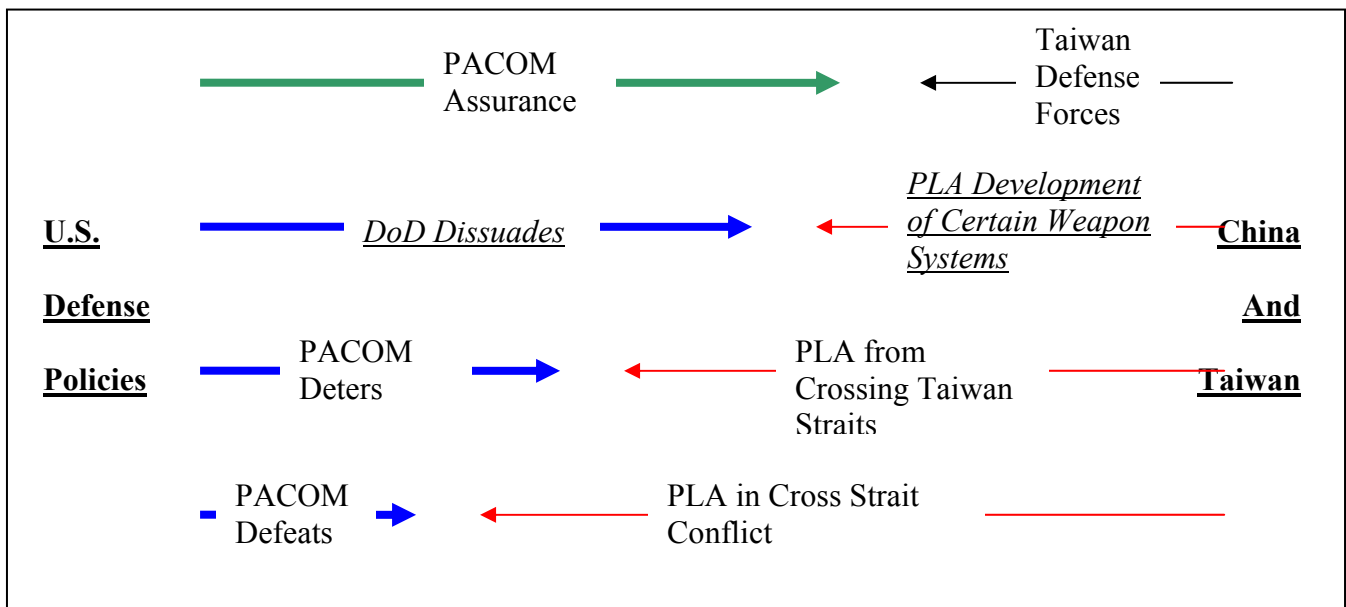 PACOM
Assurance
Taiwan
Defense
Forces
U.S.
Defense
Policies
DoD Dissuades
PLA Development
of Certain Weapon
Systems
China
And
Taiwan
PACOM
Deters
PLA from
Crossing Taiwan
Straits
PACOM
Defeats
PLA in Cross Strait
Conflict